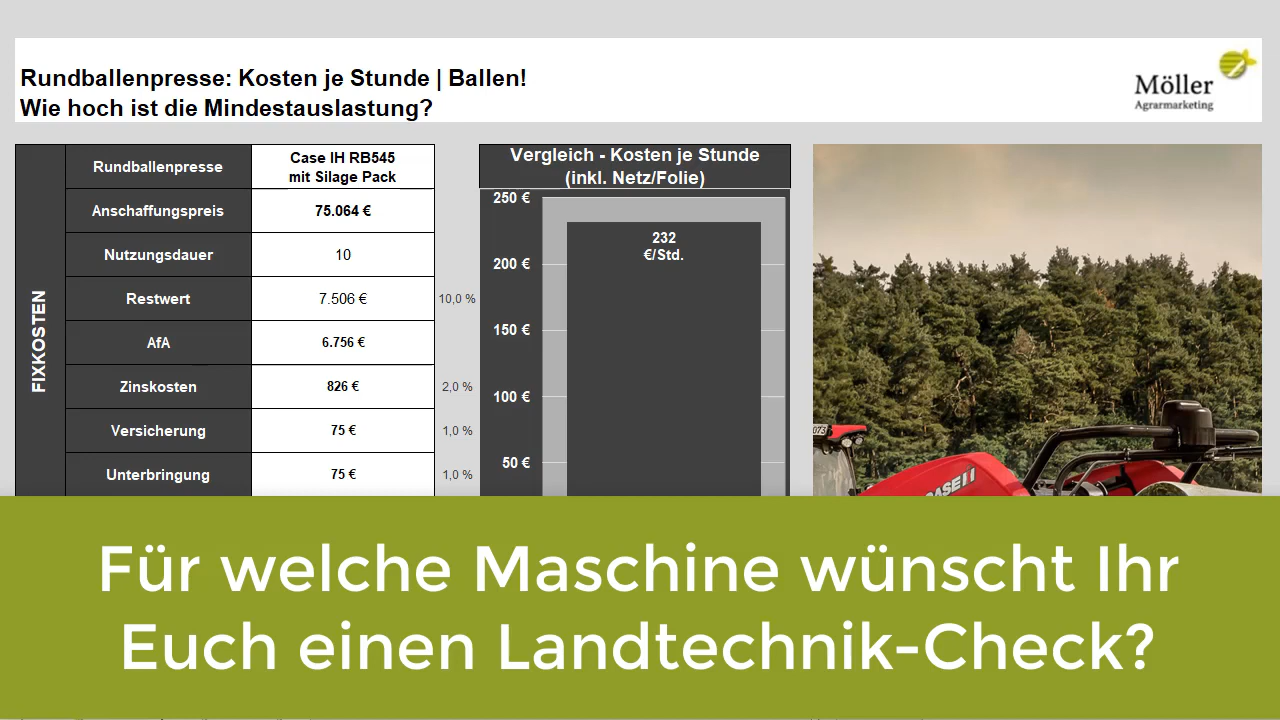 Rundballenpresse: Kosten je Stunde | Ballen!
Wie hoch ist die Mindestauslastung?
Möller
Agrarmarketing
FIXKOSTEN
Rundballenpresse
Case IH RB545
mit Silage Pack
Anschaffungspreis
75.064 €
Nutzungsdauer
10
Restwert
7.506 €
10,0 %
AfA
6.756 €
Zinskosten
826 €
2,0 %
Versicherung
75 €
1,0 %
Unterbringung
75 €
1,0 %
Vergleich - Kosten je Stunde
(inkl. Netz/Folie)
250 €
200 €
150 €
100 €
50 €
232
€/Std.
073
CASE IH
Für welche Maschine wünscht Ihr
Euch einen Landtechnik-Check?